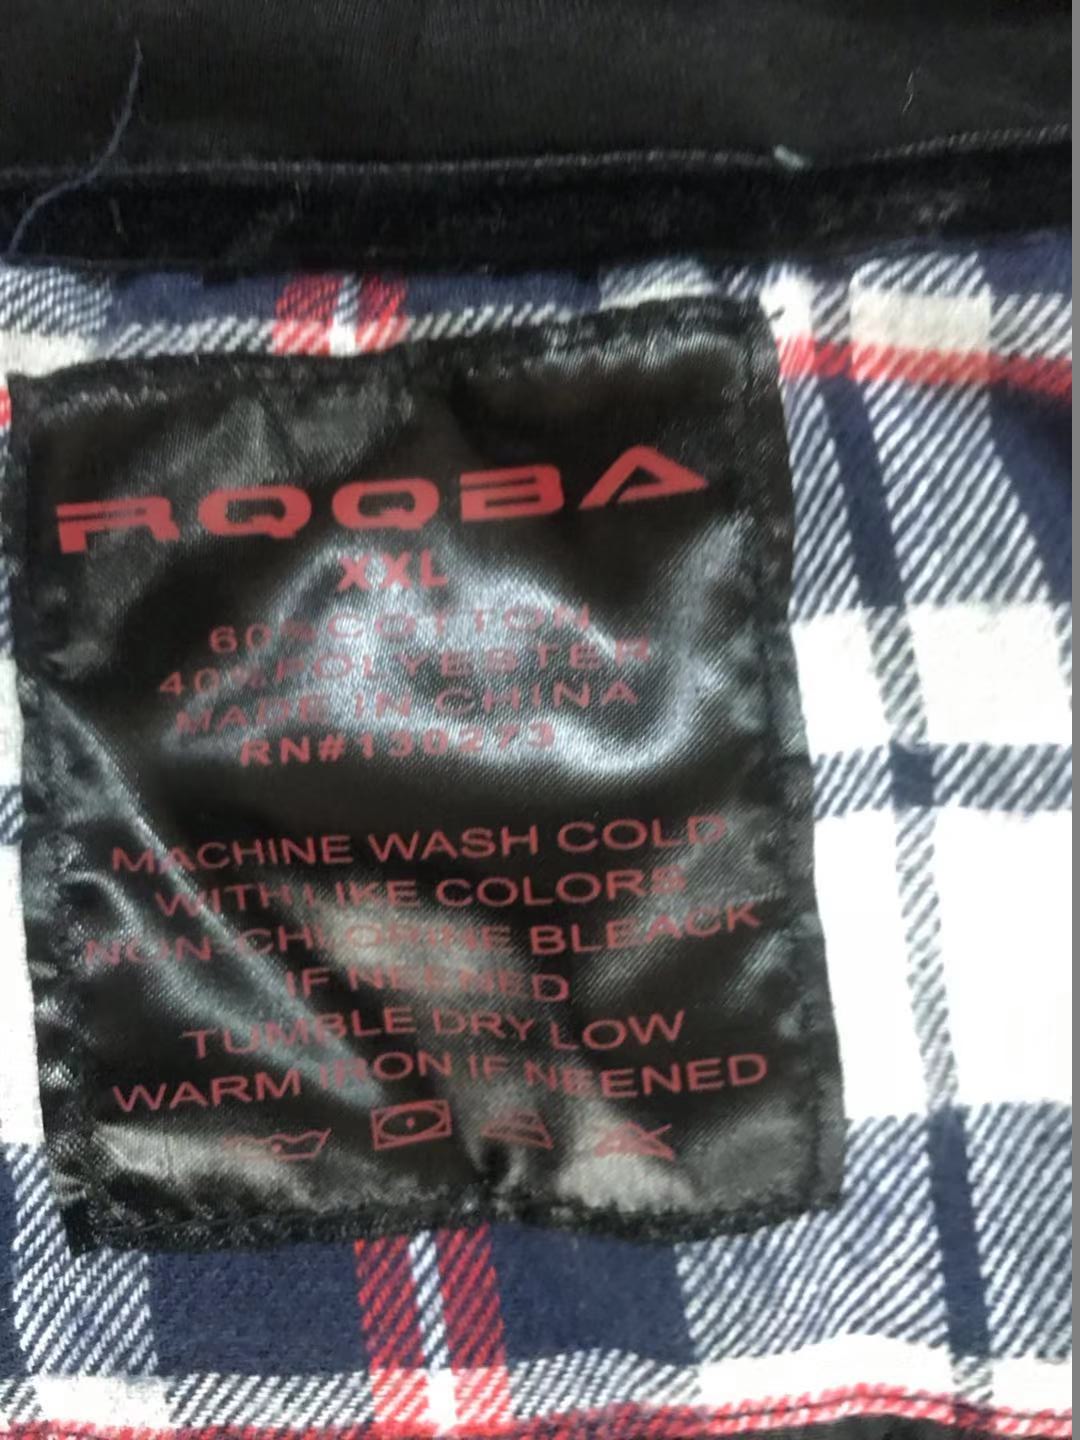 RQQBA
XXL
60%COTTON
40%POLYESTER
MADE IN CHINA
RN#130273
MACHINE WASH COLD
WITH LIKE COLORS
NON-CHLORINE BLEACK
IF NEENED
TUMBLE DRY LOW
WARM IRON IF NEENED